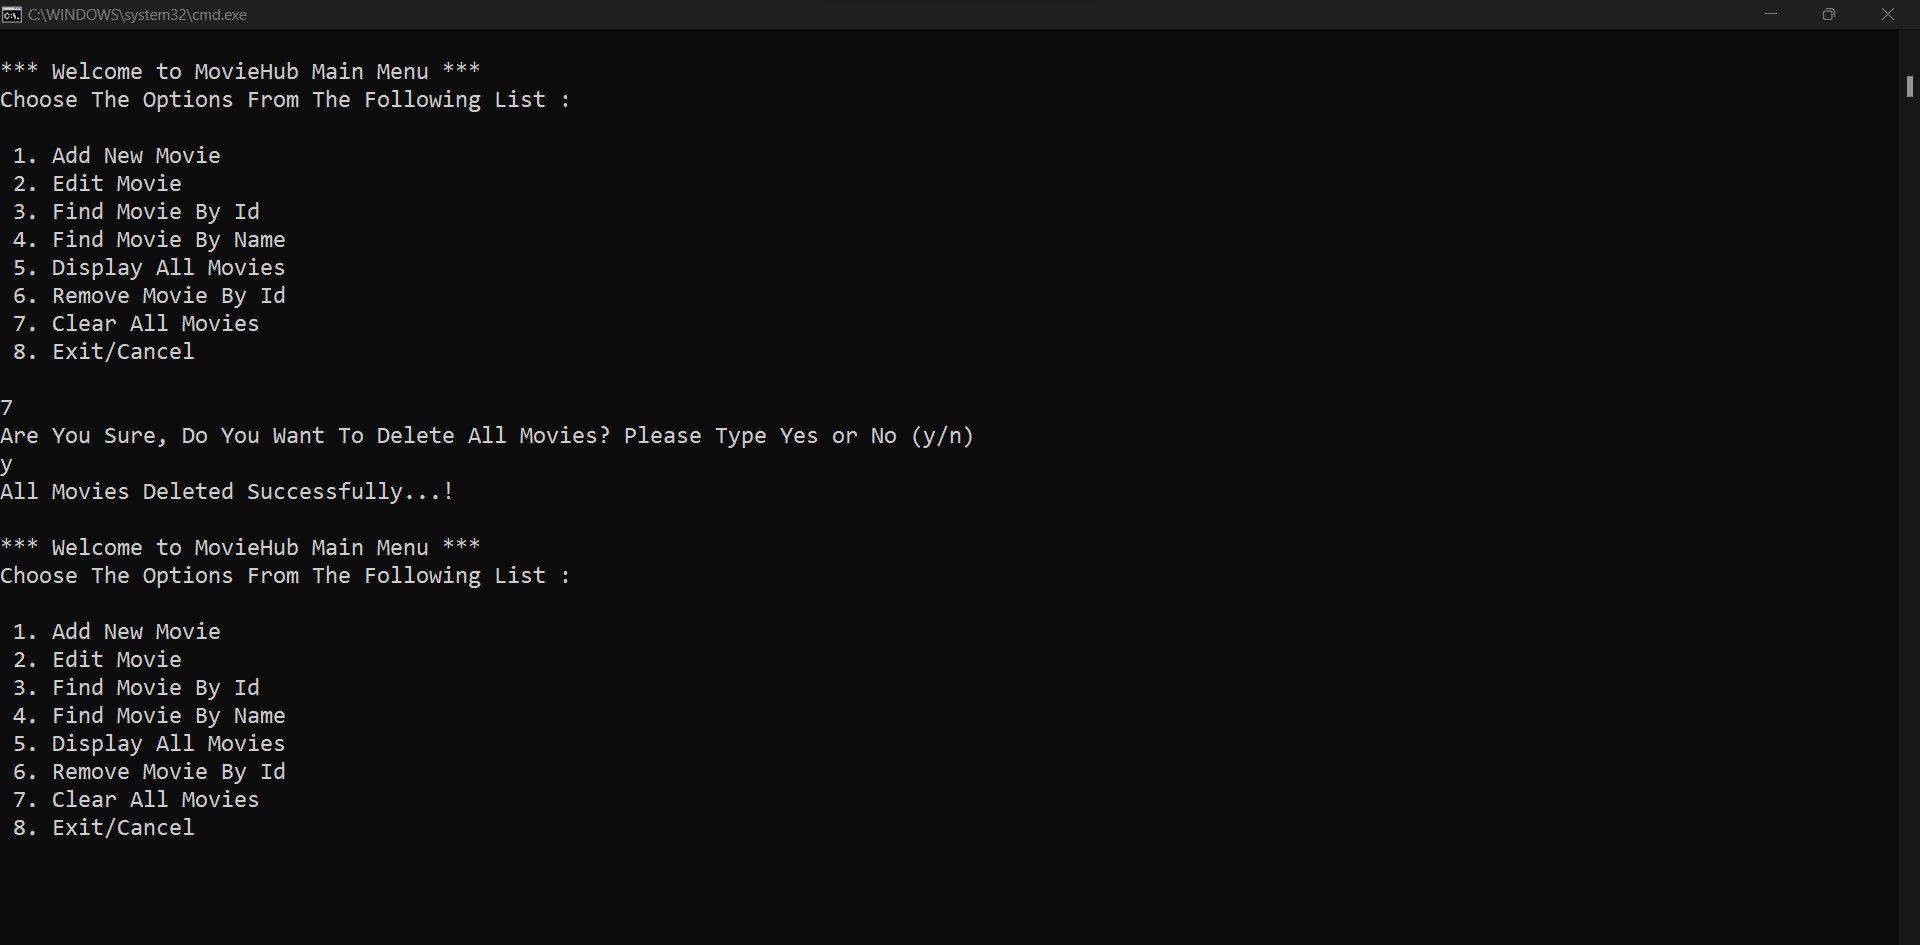 C:\WINDOWS\system32\cmd.exe
*** Welcome to MovieHub Main Menu ***
Choose The Options From The Following List :
1. Add New Movie
2. Edit Movie
3. Find Movie By Id
4. Find Movie By Name
5. Display All Movies
6. Remove Movie By Id
7. Clear All Movies
8. Exit/Cancel
7
Are You Sure, Do You Want To Delete All Movies? Please Type Yes or No (y/n)
y
All Movies Deleted Successfully...!
*** Welcome to MovieHub Main Menu ***
Choose The Options From The Following List :
1. Add New Movie
2. Edit Movie
3. Find Movie By Id
4. Find Movie By Name
5. Display All Movies
6. Remove Movie By Id
7. Clear All Movies
8. Exit/Cancel